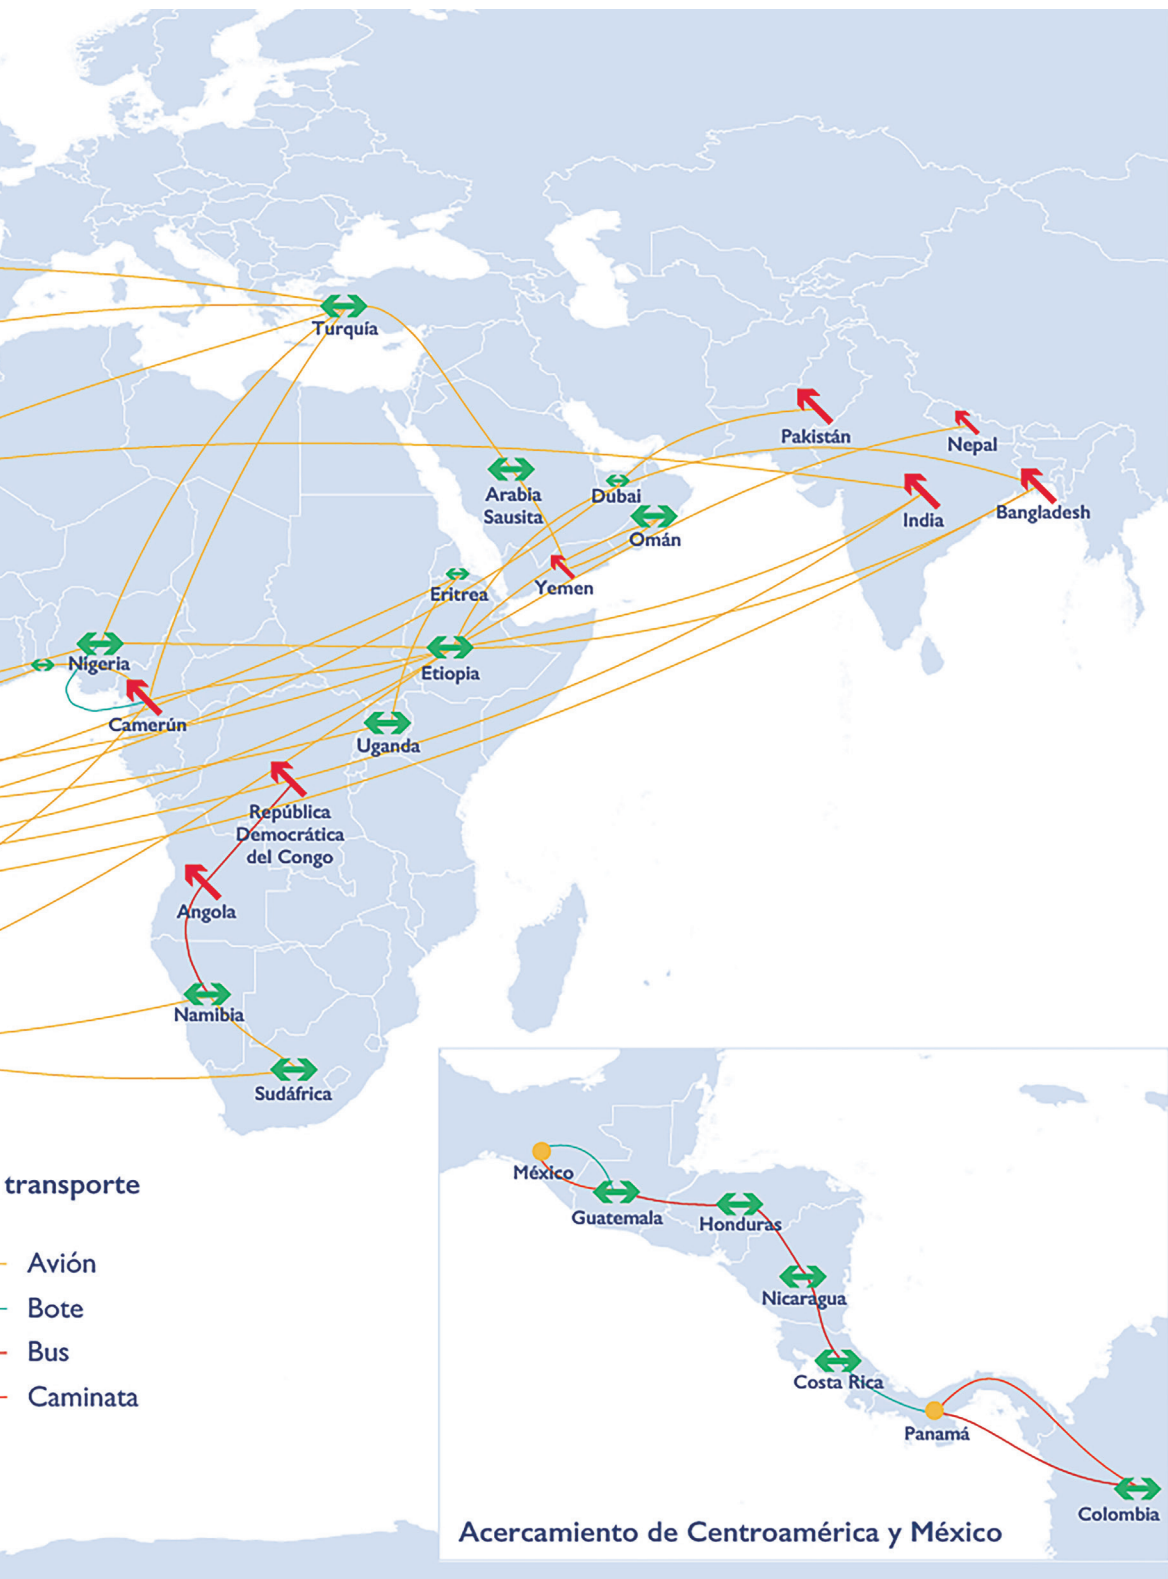 Turquía
Pakistán
Nepal
Arabia
Sausita
Dubai
India
Bangladesh
Omán
Yemen
Eritrea
Nigeria
Etiopia
Camerún
Uganda
República
Democrática
del Congo
Angola
Namibia
Sudáfrica
transporte
Avión
Bote
Bus
Caminata
México
Guatemala
Honduras
Nicaragua
Costa Rica
Panamá
Colombia
Acercamiento de Centroamérica y México